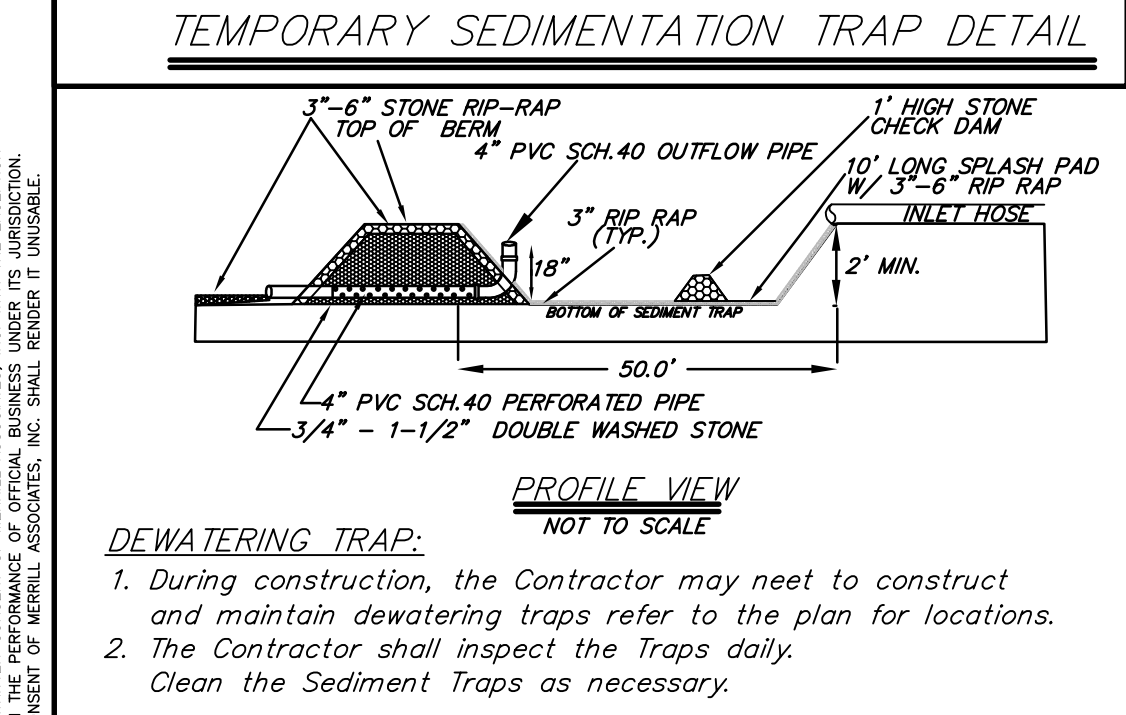 TEMPORARY SEDIMENTATION TRAP DETAIL
3"-6" STONE RIP-RAP
TOP OF BERM
4" PVC SCH.40 OUTFLOW PIPE
1' HIGH STONE
CHECK DAM
10' LONG SPLASH PAD
W/ 3"-6" RIP RAP
INLET HOSE
3" RIP RAP
(TYP.)
18"
2' MIN.
BOTTOM OF SEDIMENT TRAP
50.0'
4" PVC SCH.40 PERFORATED PIPE
3/4" - 1-1/2" DOUBLE WASHED STONE
PROFILE VIEW
NOT TO SCALE
DEWATERING TRAP:
1. During construction, the Contractor may neet to construct
and maintain dewatering traps refer to the plan for locations.
2. The Contractor shall inspect the Traps daily.
Clean the Sediment Traps as necessary.
THE PERFORMANCE OF OFFICIAL BUSINESS UNDER ITS JURISDICTION.
OF MERRILL ASSOCIATES, INC. SHALL RENDER IT UNUSABLE.